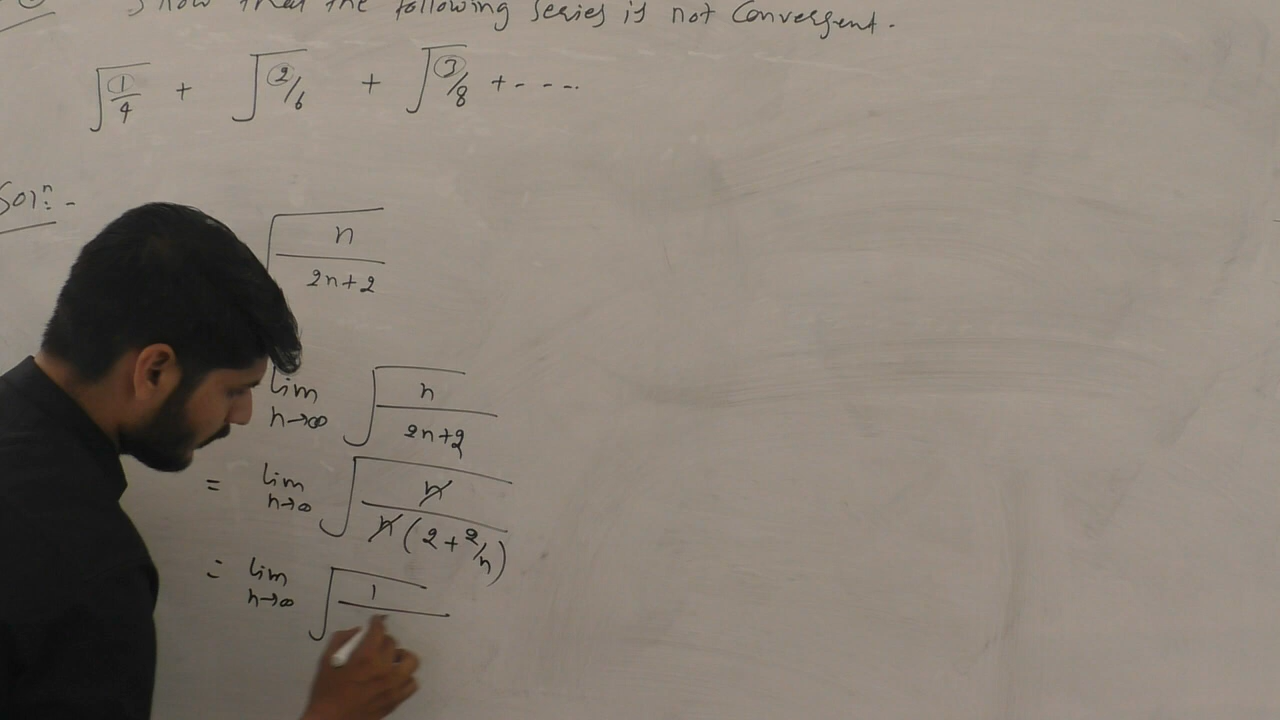 Show that the following series is not Convergent.
√(1/4) + √(2/6) + √(3/8) + - - - -
Solⁿ:-
√(n/(2n+2))
lim n→∞ √(n/(2n+2))
= lim n→∞ √(n/(n(2+2/n)))
= lim n→∞ √(1/